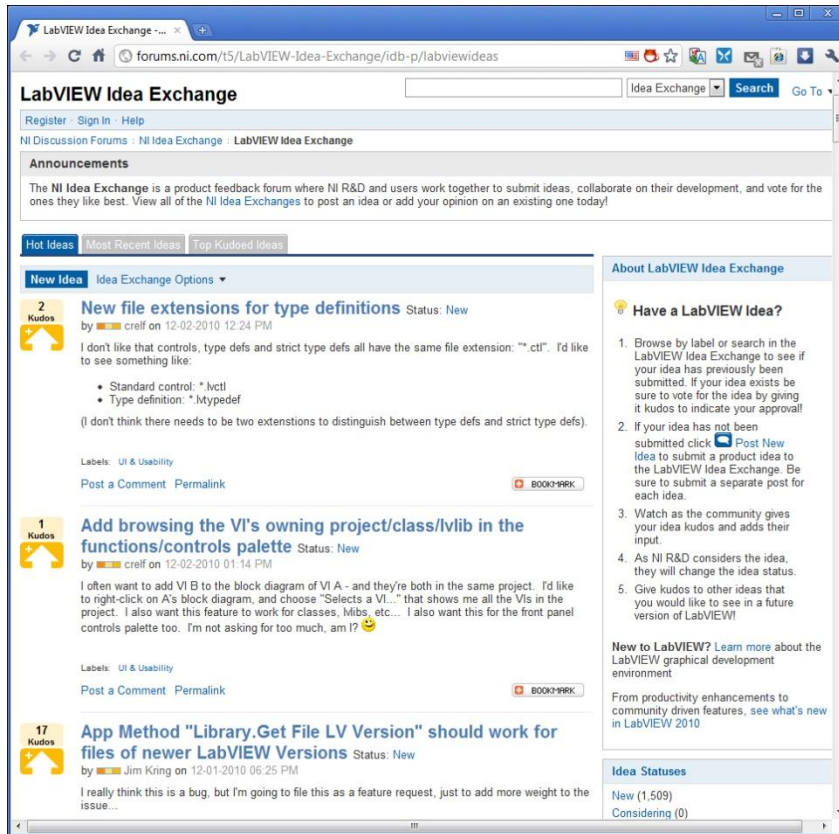 LabVIEW Idea Exchange -...
forums.ni.com/t5/LabVIEW-Idea-Exchange/idb-p/labviewideas
LabVIEW Idea Exchange
Idea Exchange
Search
Go To
Register · Sign In · Help
NI Discussion Forums : NI Idea Exchange : LabVIEW Idea Exchange
Announcements
The NI Idea Exchange is a product feedback forum where NI R&D and users work together to submit ideas, collaborate on their development, and vote for the
ones they like best. View all of the NI Idea Exchanges to post an idea or add your opinion on an existing one today!
Hot Ideas
Most Recent Ideas
Top Kudoed Ideas
New Idea
Idea Exchange Options
2
Kudos
New file extensions for type definitions Status: New
by crelf on 12-02-2010 12:24 PM
I don't like that controls, type defs and strict type defs all have the same file extension: "*.ctl". I'd like
to see something like:
• Standard control: *.lvctl
• Type definition: *.lvtypedef
(I don't think there needs to be two extenstions to distinguish between type defs and strict type defs).
Labels: UI & Usability
Post a Comment Permalink
BOOKMARK
1
Kudos
Add browsing the VI's owning project/class/lvlib in the
functions/controls palette Status: New
by crelf on 12-02-2010 01:14 PM
I often want to add VI B to the block diagram of VI A - and they're both in the same project. I'd like
to right-click on A's block diagram, and choose "Selects a VI..." that shows me all the VIs in the
project. I also want this feature to work for classes, lvlibs, etc... I also want this for the front panel
controls palette too. I'm not asking for too much, am I?
Labels: UI & Usability
Post a Comment Permalink
BOOKMARK
17
Kudos
App Method "Library.Get File LV Version" should work for
files of newer LabVIEW Versions Status: New
by Jim Kring on 12-01-2010 06:25 PM
I really think this is a bug, but I'm going to file this as a feature request, just to add more weight to the
issue...
About LabVIEW Idea Exchange
Have a LabVIEW Idea?
1. Browse by label or search in the
LabVIEW Idea Exchange to see if
your idea has previously been
submitted. If your idea exists be
sure to vote for the idea by giving
it kudos to indicate your approval!
2. If your idea has not been
submitted click Post New
Idea to submit a product idea to
the LabVIEW Idea Exchange. Be
sure to submit a separate post for
each idea.
3. Watch as the community gives
your idea kudos and adds their
input.
4. As NI R&D considers the idea,
they will change the idea status.
5. Give kudos to other ideas that
you would like to see in a future
version of LabVIEW!
New to LabVIEW? Learn more about the
LabVIEW graphical development
environment
From productivity enhancements to
community driven features, see what's new
in LabVIEW 2010
Idea Statuses
New (1,509)
Considering (0)